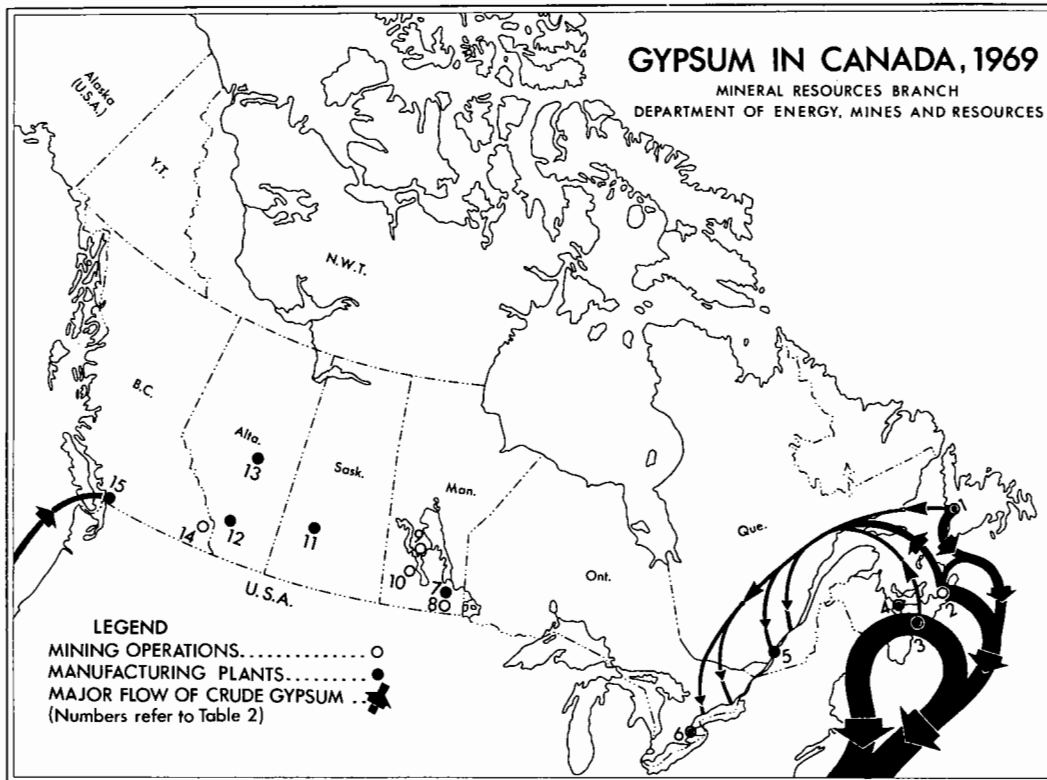 GYPSUM IN CANADA, 1969
MINERAL RESOURCES BRANCH
DEPARTMENT OF ENERGY, MINES AND RESOURCES
Alaska
(U.S.A.)
Y.T.
N.W.T.
B.C.
Alta.
13
Sask.
Man.
15
14
12
11
10
7
8
9
U.S.A.
Ont.
Que.
1
2
3
4
5
6
LEGEND
MINING OPERATIONS..............
MANUFACTURING PLANTS.........
MAJOR FLOW OF CRUDE GYPSUM ..
(Numbers refer to Table 2)